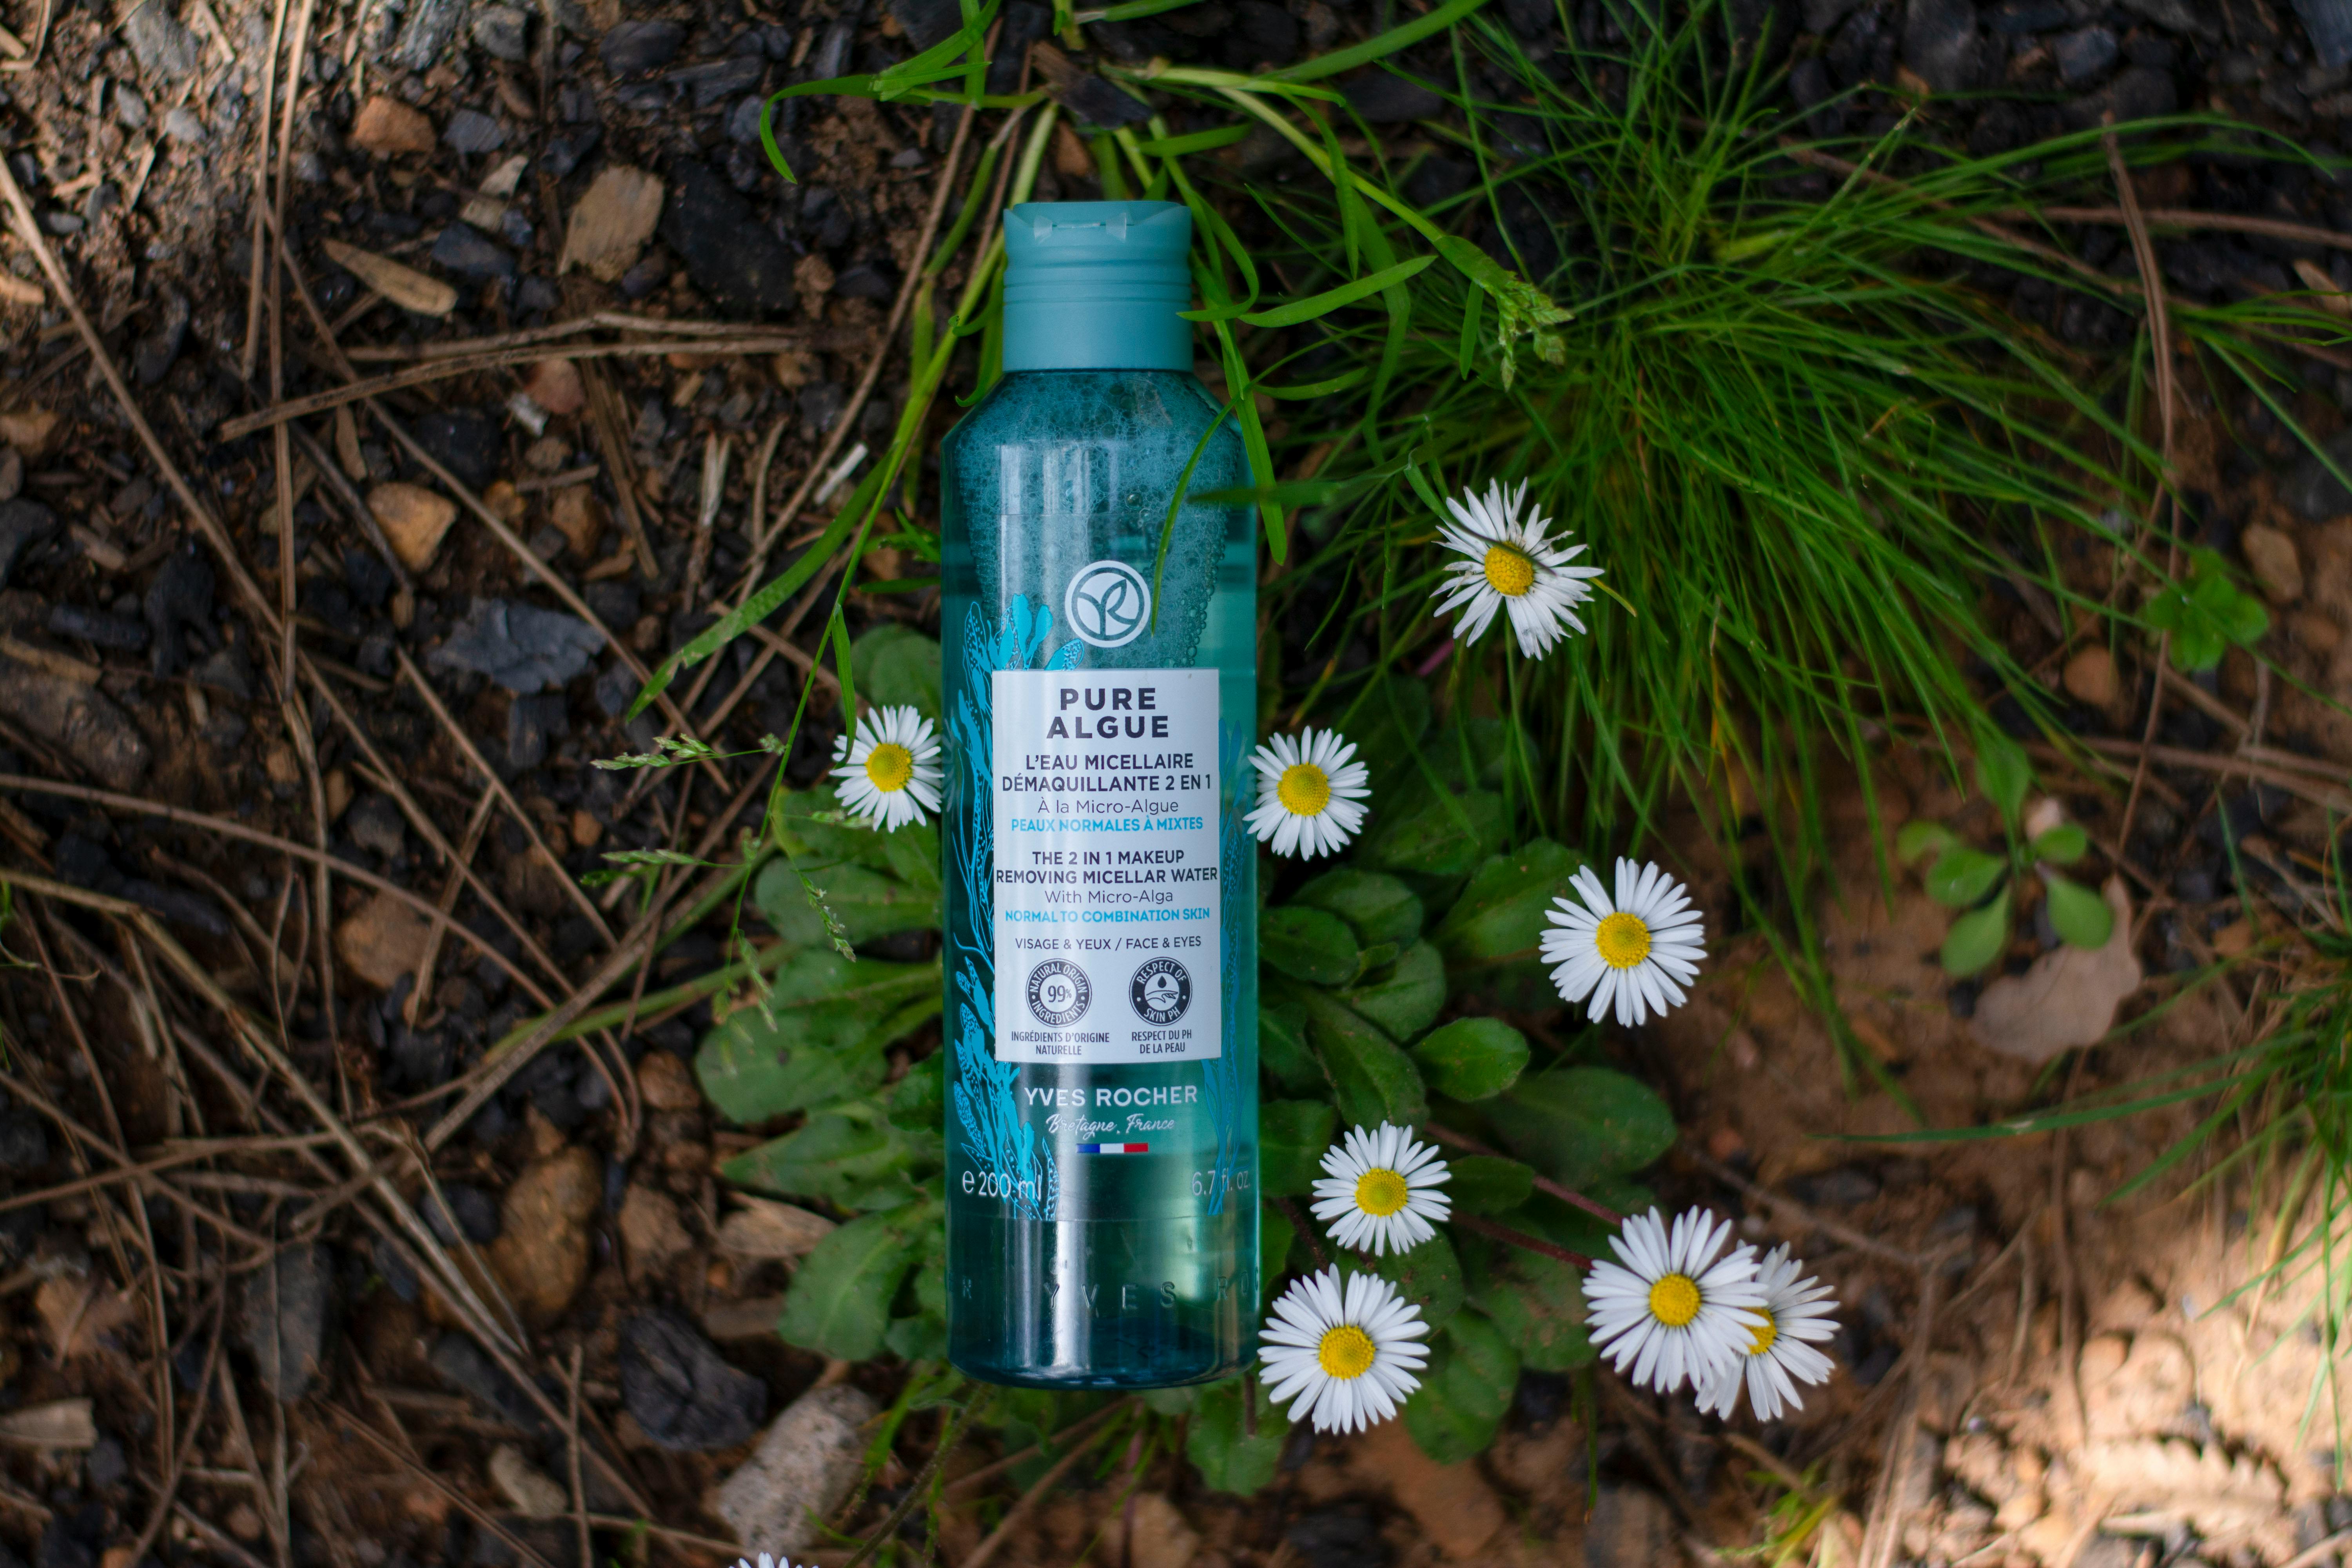 YR
PURE
ALGUE
L'EAU MICELLAIRE
DÉMAQUILLANTE 2 EN 1
À la Micro-Algue
PEAUX NORMALES À MIXTES
THE 2 IN 1 MAKEUP
REMOVING MICELLAR WATER
With Micro-Alga
NORMAL TO COMBINATION SKIN
VISAGE & YEUX / FACE & EYES
NATURAL ORIGIN
99%
INGREDIENTS
RESPECT OF
SKIN PH
INGRÉDIENTS D'ORIGINE
NATURELLE
RESPECT DU PH
DE LA PEAU
YVES ROCHER
Bretagne, France
e 200 ml
6.7 fl. oz.
R YVES RO